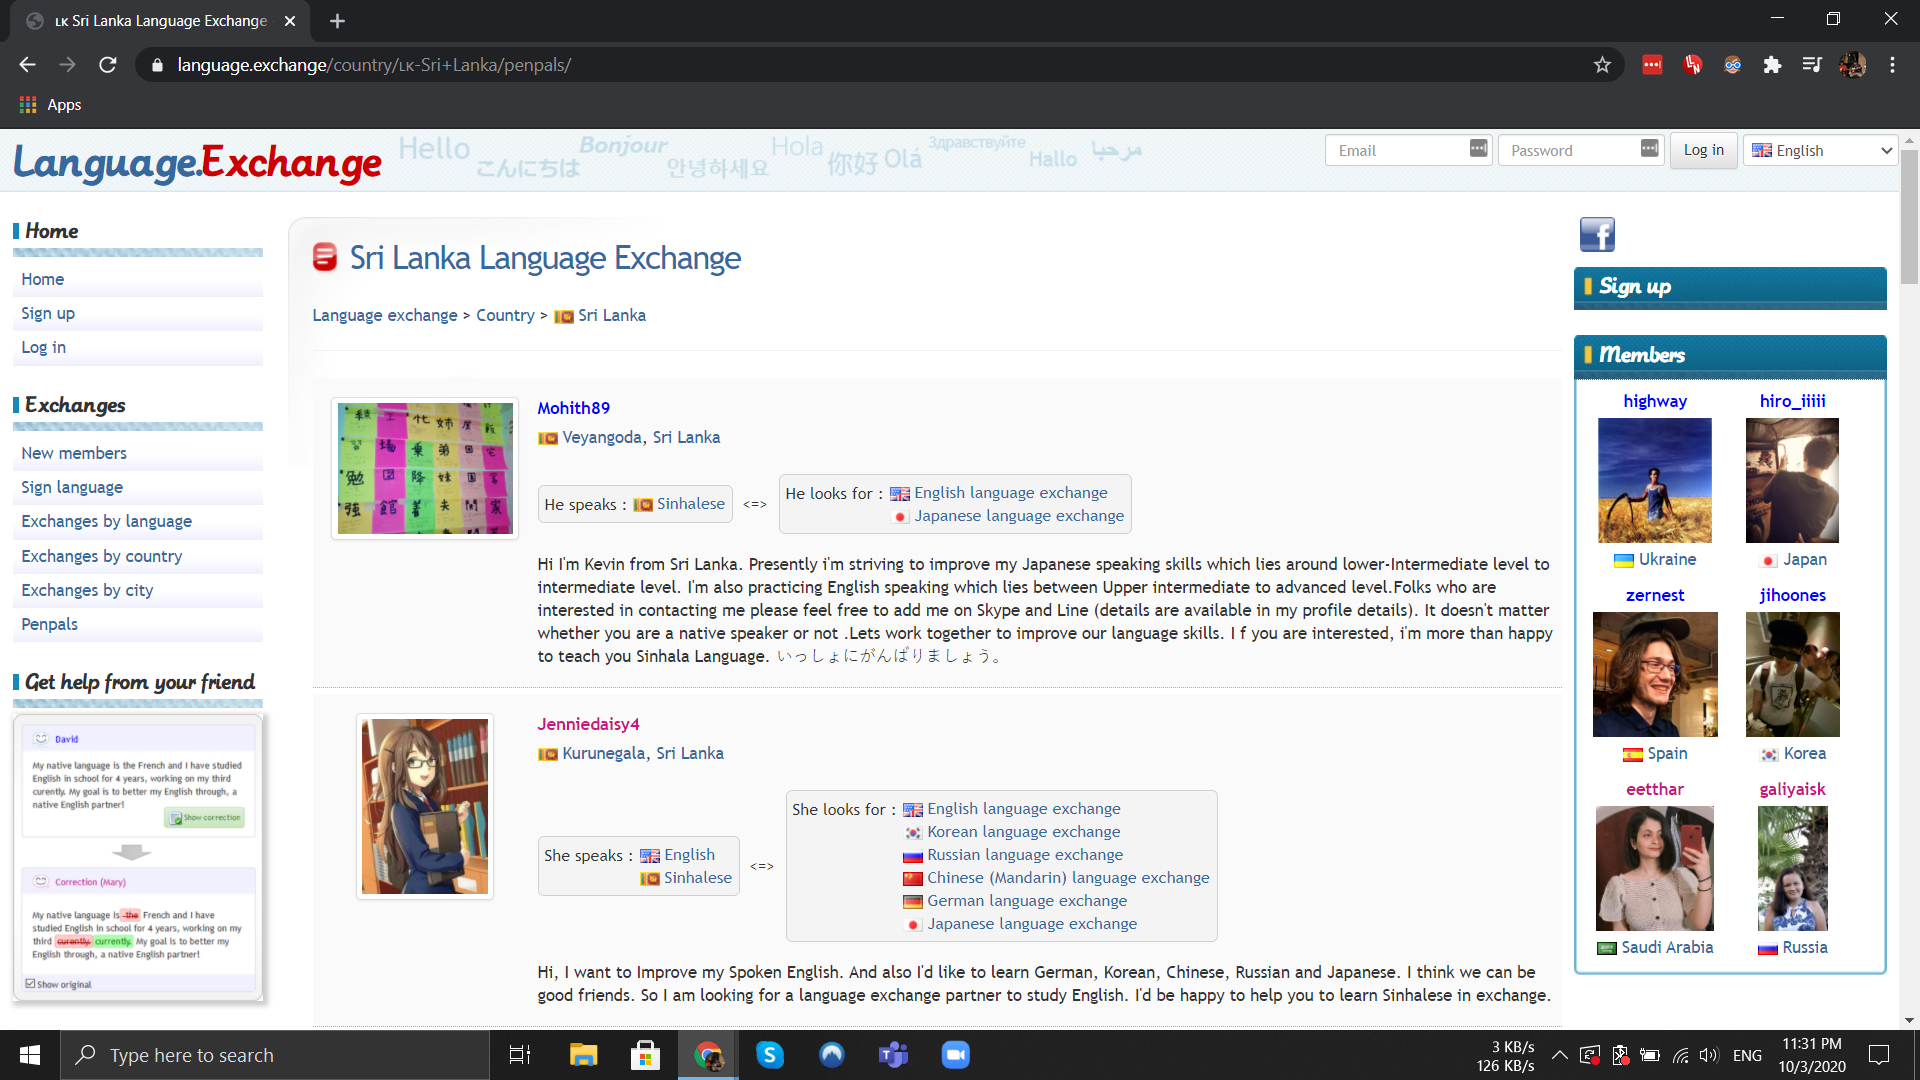 ʟᴋ Sri Lanka Language Exchange
language.exchange/country/ʟᴋ-Sri+Lanka/penpals/
Apps
Language.Exchange
Hello こんにちは Bonjour 안녕하세요 Hola 你好 Olá Здравствуйте Hallo مرحبا
Email
Password
Log in
English
Home
Home
Sign up
Log in
Exchanges
New members
Sign language
Exchanges by language
Exchanges by country
Exchanges by city
Penpals
Get help from your friend
David
My native language is the French and I have studied
English in school for 4 years, working on my third
curently. My goal is to better my English through, a
native English partner!
Show correction
Correction (Mary)
My native language is the French and I have
studied English in school for 4 years, working on my
third curently. currently. My goal is to better my
English through, a native English partner!
Show original
Sri Lanka Language Exchange
Language exchange > Country > Sri Lanka
Mohith89
Veyangoda, Sri Lanka
He speaks : Sinhalese <=> He looks for : English language exchange
Japanese language exchange
Hi I'm Kevin from Sri Lanka. Presently i'm striving to improve my Japanese speaking skills which lies around lower-Intermediate level to
intermediate level. I'm also practicing English speaking which lies between Upper intermediate to advanced level.Folks who are
interested in contacting me please feel free to add me on Skype and Line (details are available in my profile details). It doesn't matter
whether you are a native speaker or not .Lets work together to improve our language skills. I f you are interested, i'm more than happy
to teach you Sinhala Language. いっしょにがんばりましょう。
Jenniedaisy4
Kurunegala, Sri Lanka
She speaks : English
Sinhalese
<=>
She looks for : English language exchange
Korean language exchange
Russian language exchange
Chinese (Mandarin) language exchange
German language exchange
Japanese language exchange
Hi, I want to Improve my Spoken English. And also I'd like to learn German, Korean, Chinese, Russian and Japanese. I think we can be
good friends. So I am looking for a language exchange partner to study English. I'd be happy to help you to learn Sinhalese in exchange.
Sign up
Members
highway hiro_iiiii
Ukraine Japan
zernest jihoones
Spain Korea
eetthar galiyaisk
Saudi Arabia Russia
Type here to search
3 KB/s
126 KB/s
ENG
11:31 PM
10/3/2020